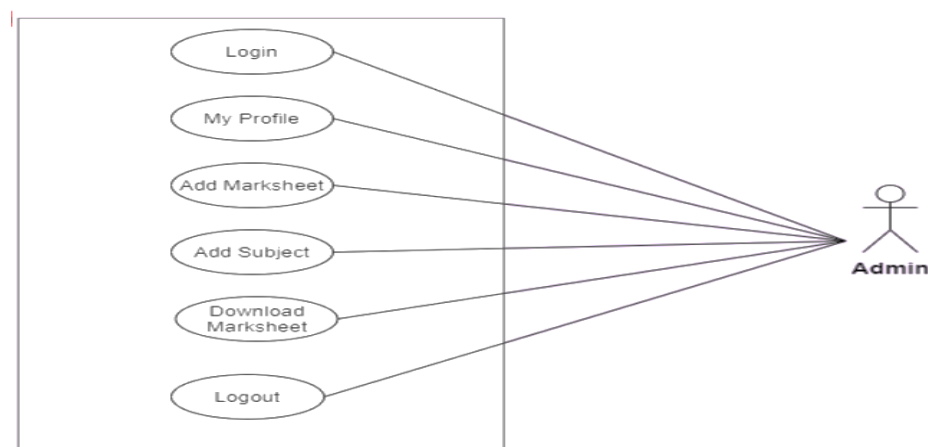 Login
My Profile
Add Marksheet
Add Subject
Download
Marksheet
Logout
Admin